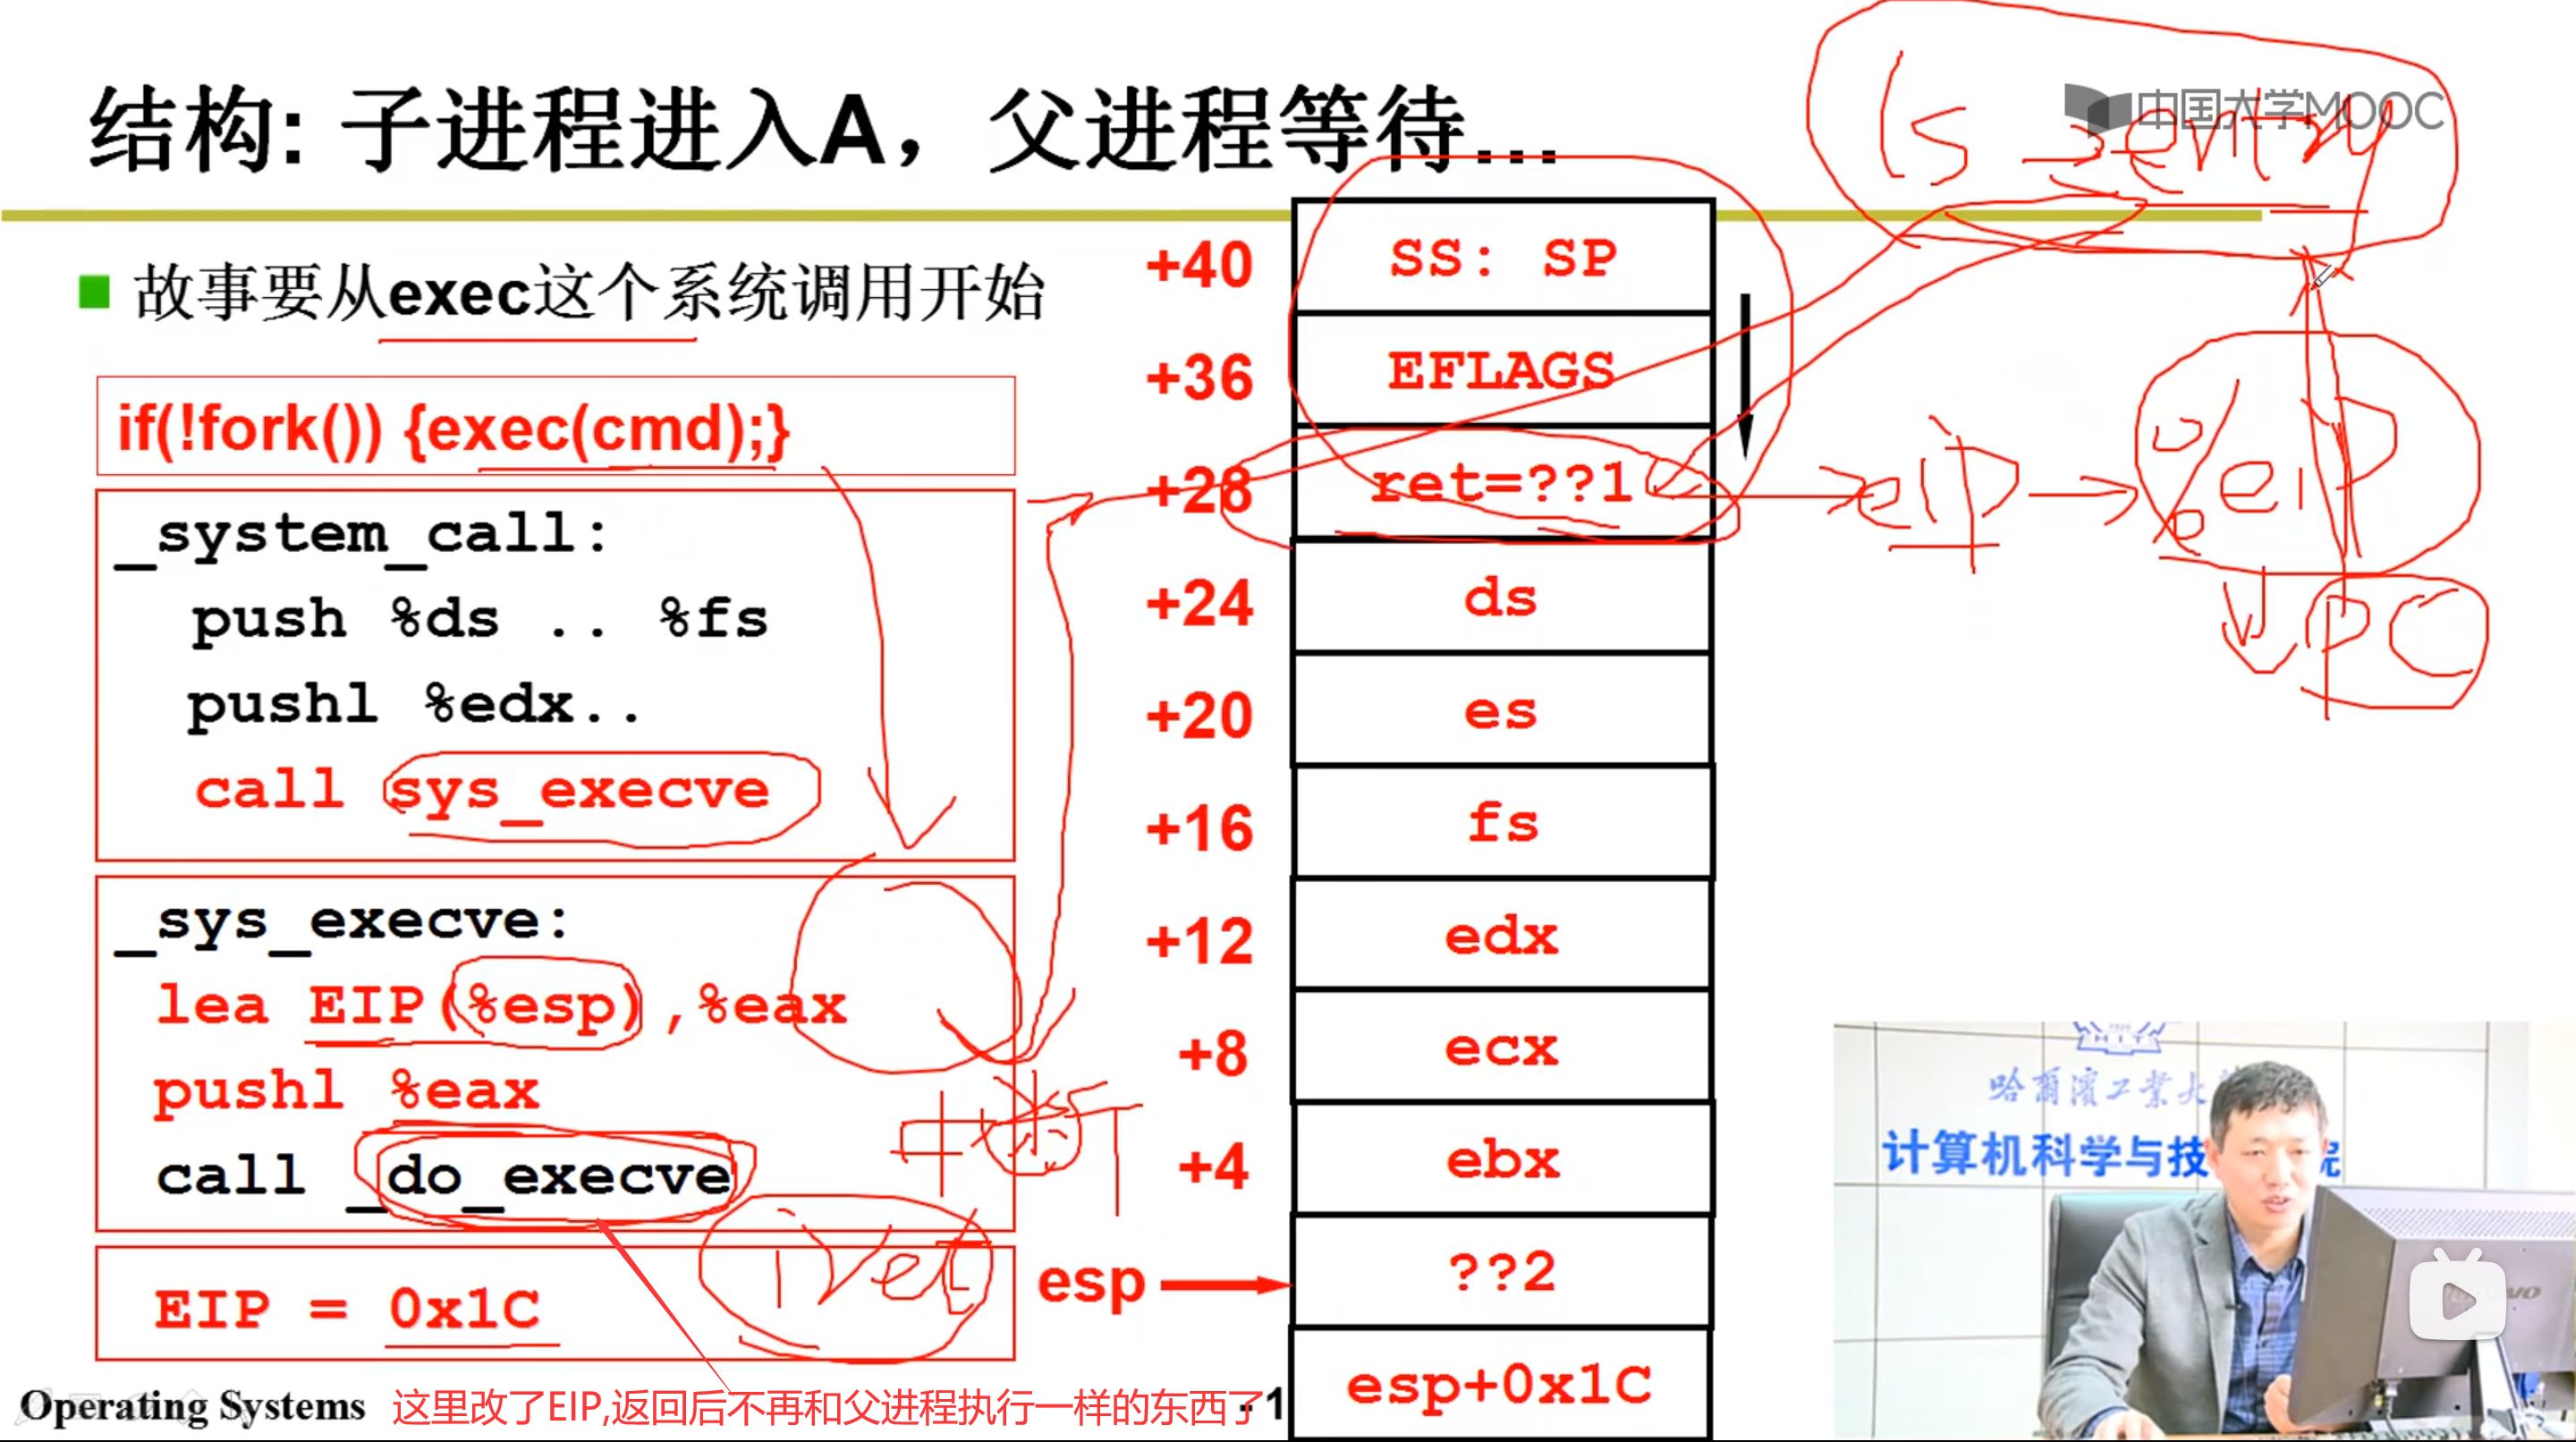 结构: 子进程进入A，父进程等待...
中国大学MOOC
ls
entry
故事要从exec这个系统调用开始
if(!fork()) {exec(cmd);}
_system_call:
push %ds .. %fs
pushl %edx..
call sys_execve
_sys_execve:
lea EIP(%esp),%eax
pushl %eax
call _do_execve
EIP = 0x1C
中断
iret
+40 SS: SP
+36 EFLAGS
+28 ret=??1
+24 ds
+20 es
+16 fs
+12 edx
+8 ecx
+4 ebx
esp ??2
esp+0x1C
eip
eip
PC
哈尔滨工业大
计算机科学与技 院
Operating Systems
这里改了EIP,返回后不再和父进程执行一样的东西了
- 1